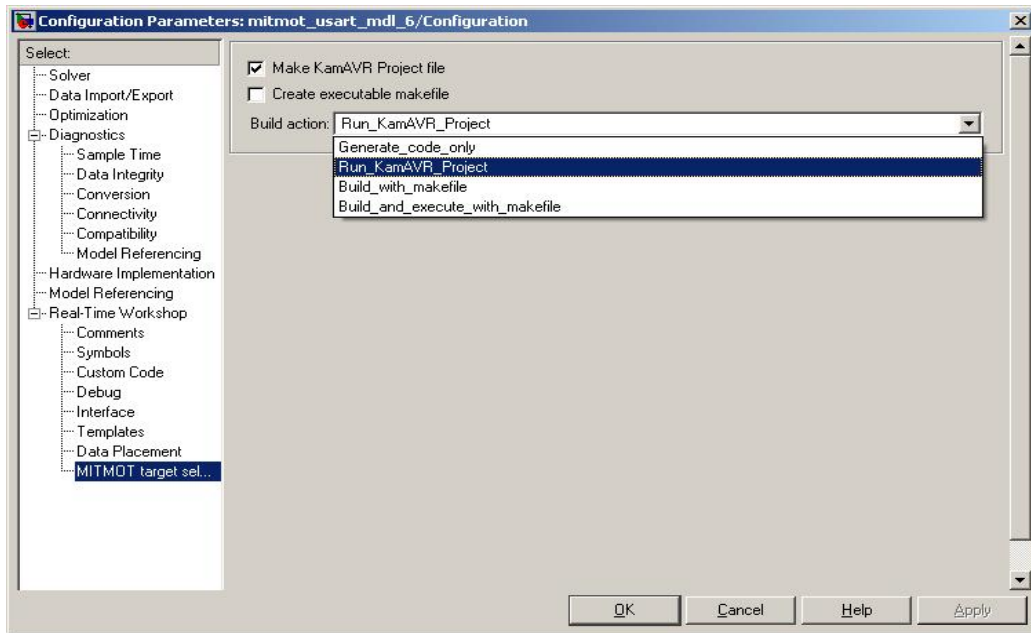 Configuration Parameters: mitmot_usart_mdl_6/Configuration
Select:
Solver
Data Import/Export
Optimization
Diagnostics
Sample Time
Data Integrity
Conversion
Connectivity
Compatibility
Model Referencing
Hardware Implementation
Model Referencing
Real-Time Workshop
Comments
Symbols
Custom Code
Debug
Interface
Templates
Data Placement
MITMOT target sel...
Make KamAVR Project file
Create executable makefile
Build action: Run_KamAVR_Project
Generate_code_only
Run_KamAVR_Project
Build_with_makefile
Build_and_execute_with_makefile
OK Cancel Help Apply